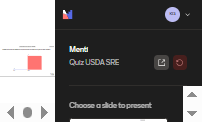 Menti
Quiz USDA SRE
Choose a slide to present